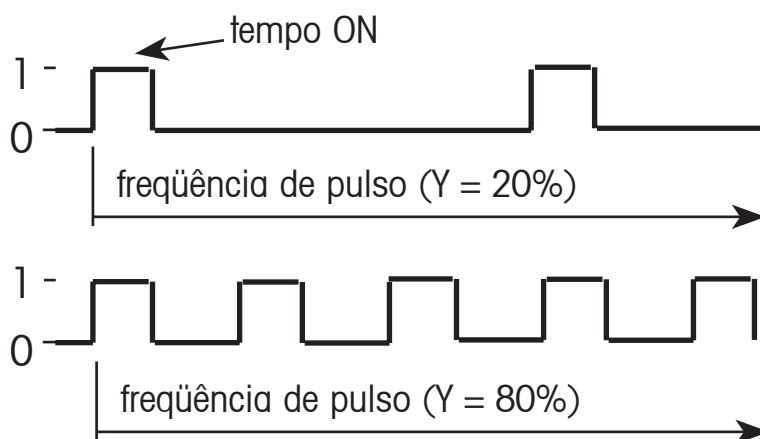 tempo ON
1
0
freqüência de pulso (Y = 20%)
1
0
freqüência de pulso (Y = 80%)